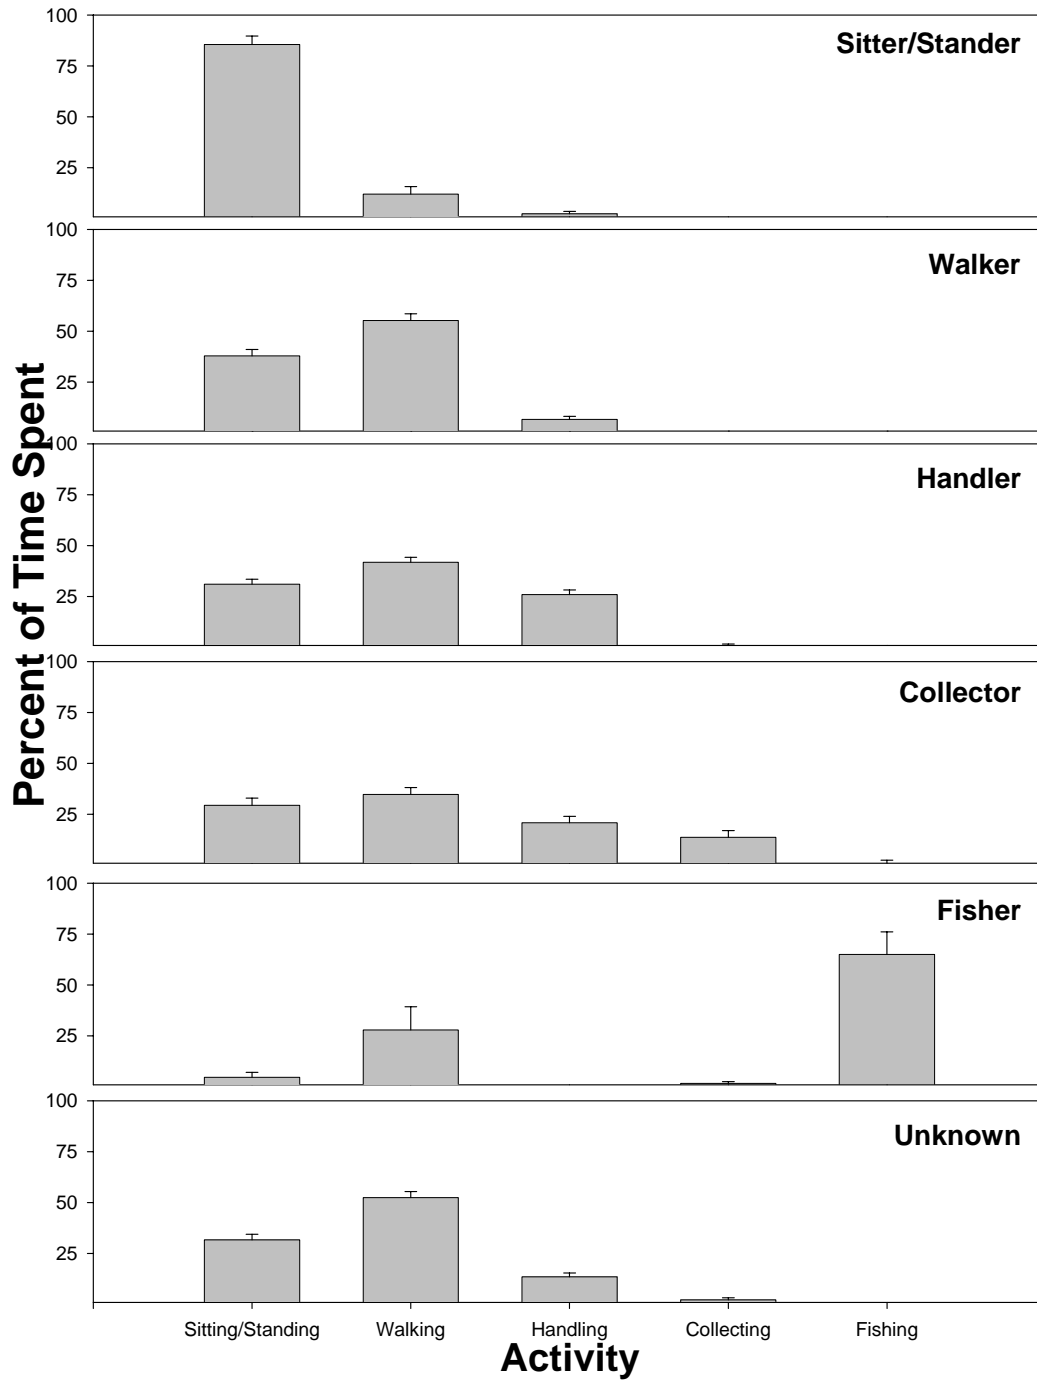 100
Sitter/Stander
75
50
25
100
Walker
75
50
25
100
Handler
75
50
25
100
Collector
75
50
25
100
Fisher
75
50
25
100
Unknown
75
50
25
Percent of Time Spent
Sitting/Standing Walking Handling Collecting Fishing
Activity